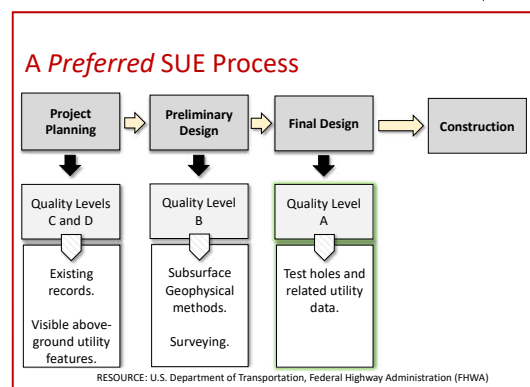 A Preferred SUE Process
Project
Planning
Preliminary
Design
Final Design
Construction
Quality Levels
C and D
Quality Level
B
Quality Level
A
Existing
records.
Visible above-
ground utility
features.
Subsurface
Geophysical
methods.
Surveying.
Test holes and
related utility
data.
RESOURCE: U.S. Department of Transportation, Federal Highway Administration (FHWA)